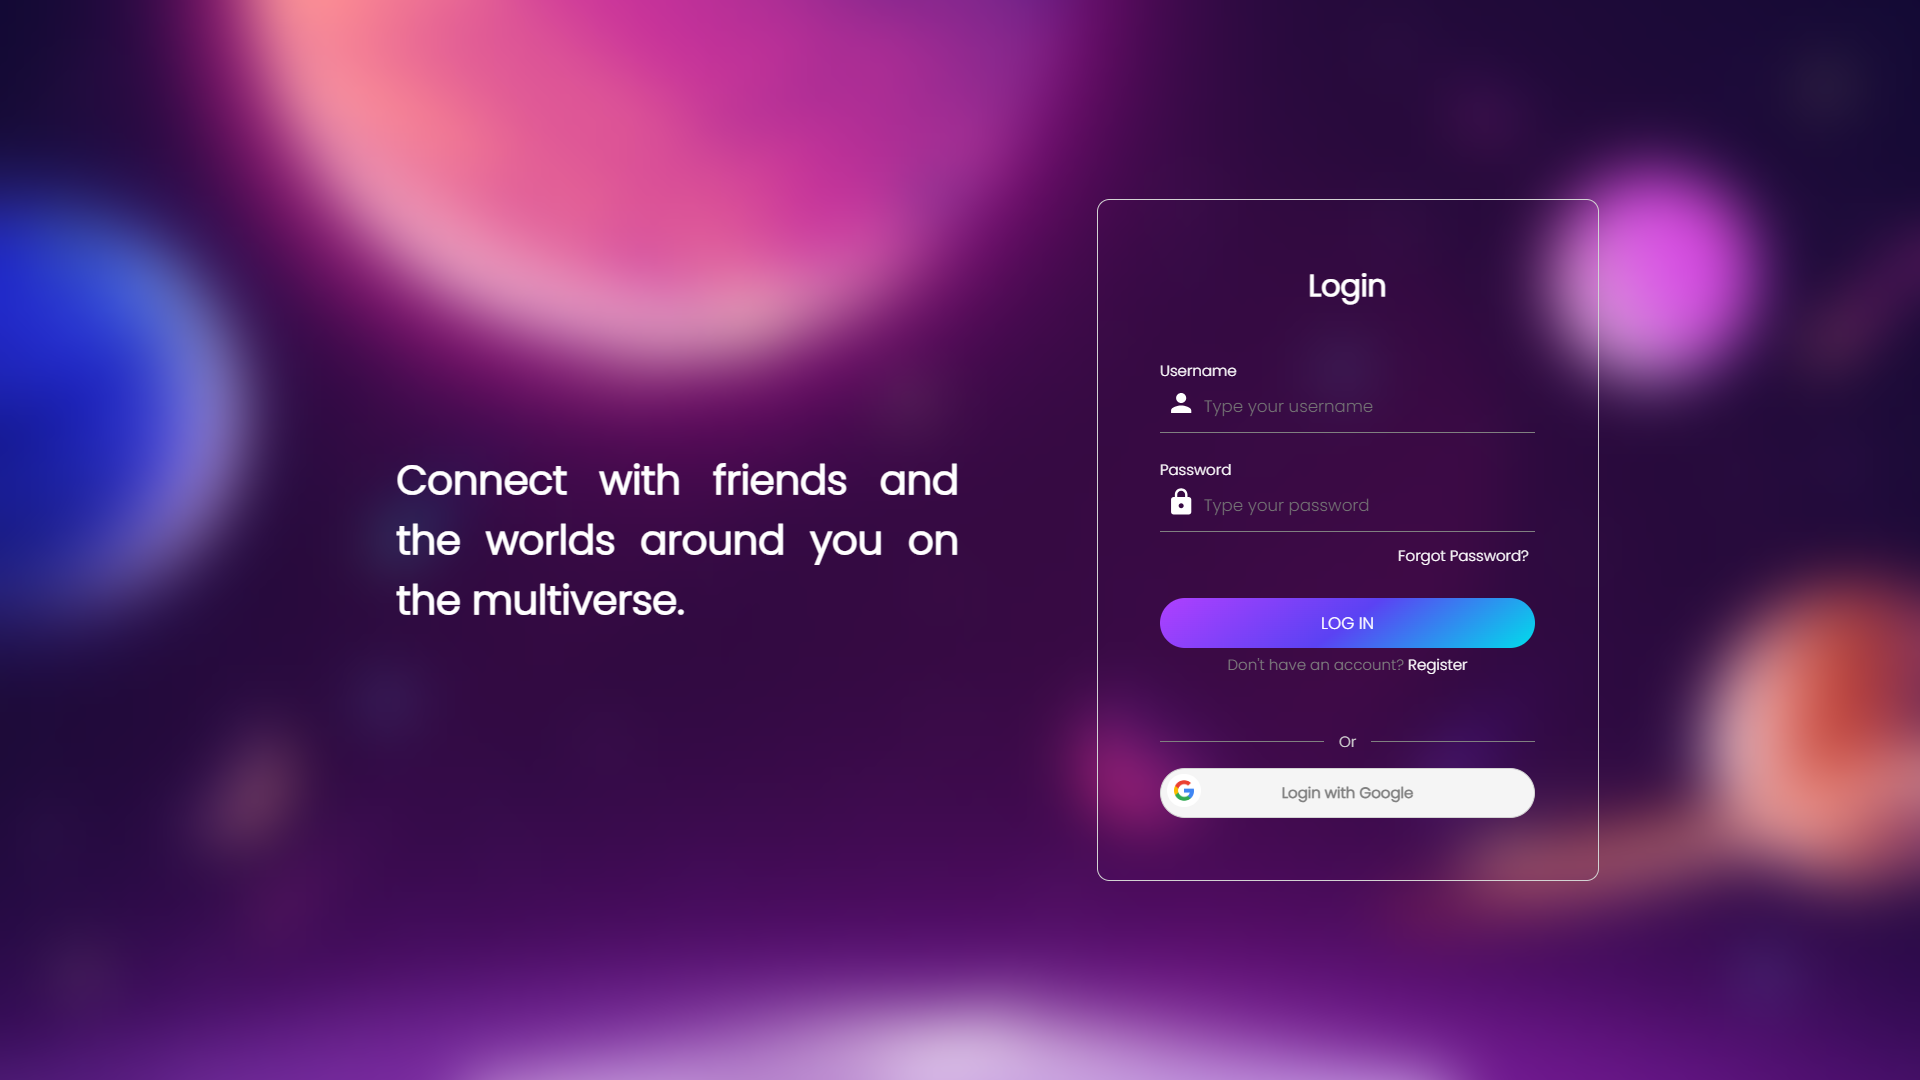 Connect with friends and
the worlds around you on
the multiverse.
Login
Username
Type your username
Password
Type your password
Forgot Password?
LOG IN
Don't have an account? Register
Or
Login with Google